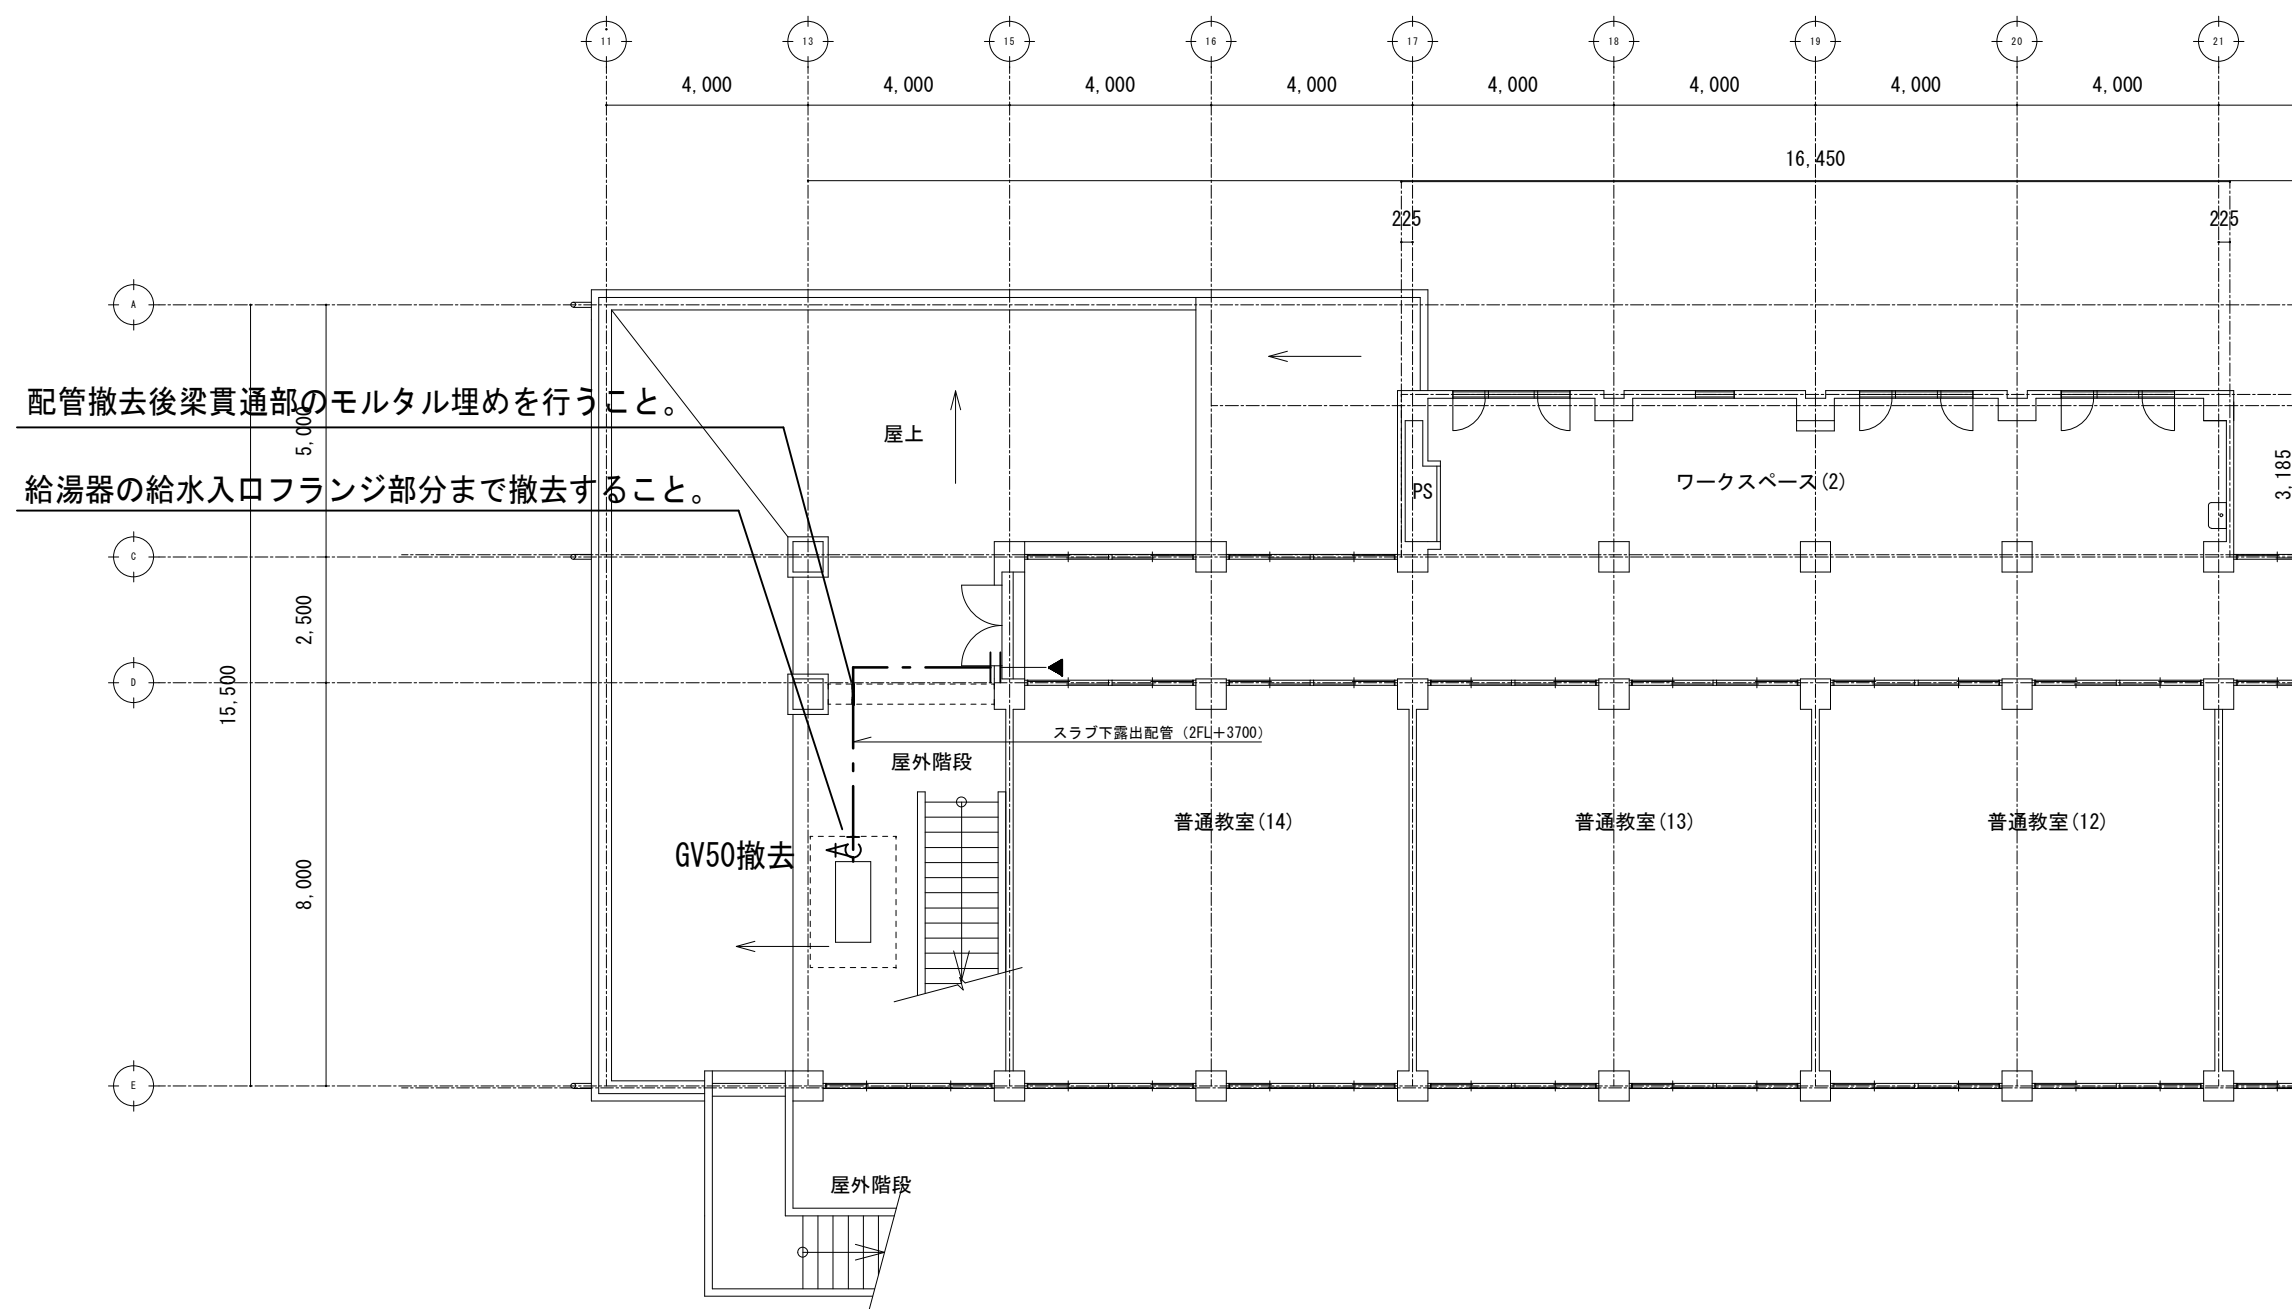 11 13 15 16 17 18 19 20 21
4,000 4,000 4,000 4,000 4,000 4,000 4,000 4,000
16,450
225 225
A
配管撤去後梁貫通部のモルタル埋めを行うこと。
5,000
屋上
給湯器の給水入口フランジ部分まで撤去すること。
PS
ワークスペース(2)
3,185
C
2,500
D
15,500
スラブ下露出配管 (2FL+3700)
屋外階段
普通教室(14) 普通教室(13) 普通教室(12)
GV50撤去
8,000
E
屋外階段